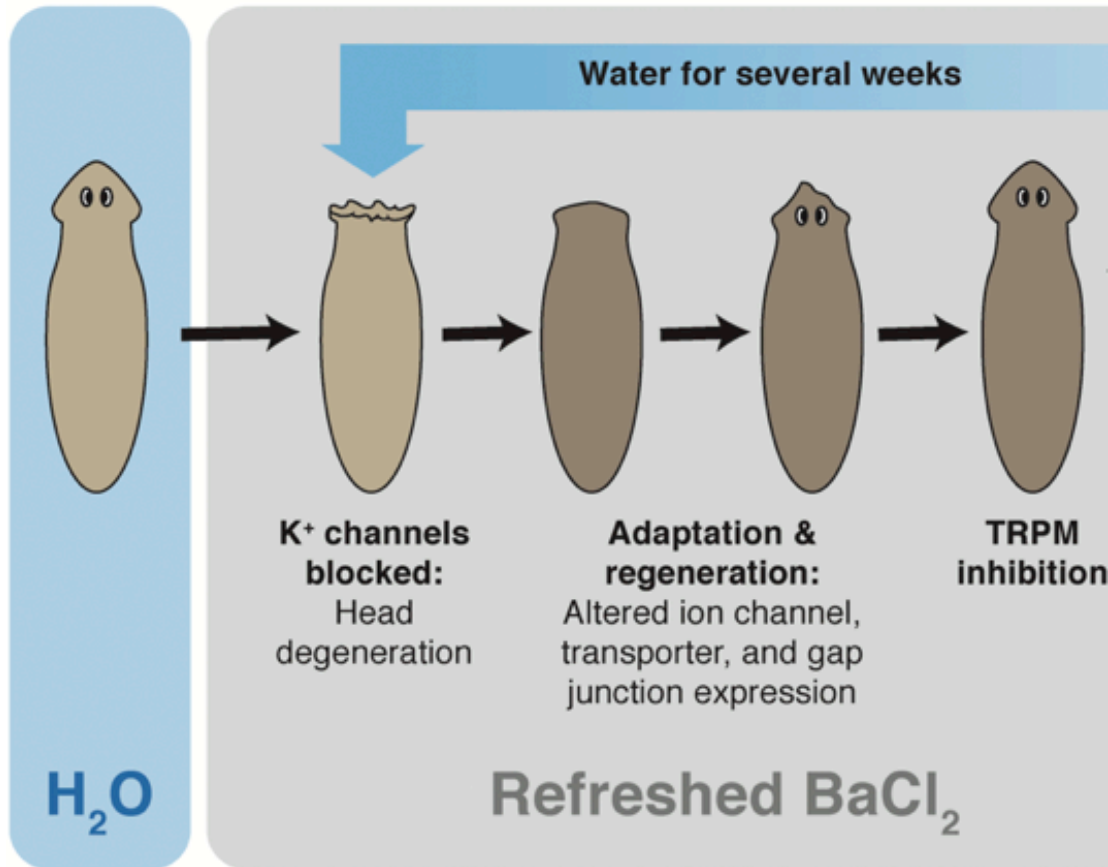 Water for several weeks
K⁺ channels
blocked:
Head
degeneration
Adaptation &
regeneration:
Altered ion channel,
transporter, and gap
junction expression
TRPM
inhibition
H₂O
Refreshed BaCl₂